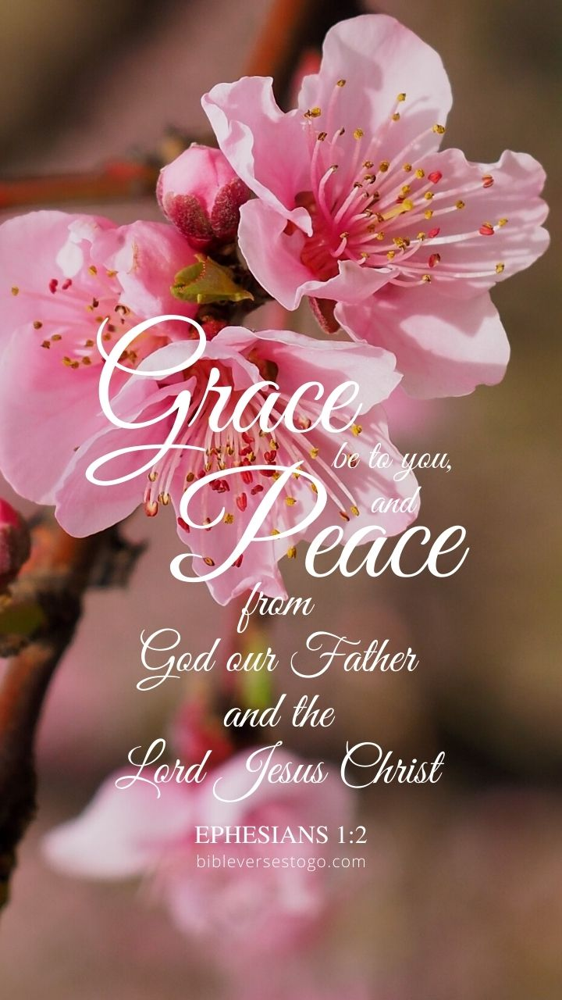 Grace
be to you,
and
Peace
from
God our Father
and the
Lord Jesus Christ
EPHESIANS 1:2
bibleversestogo.com